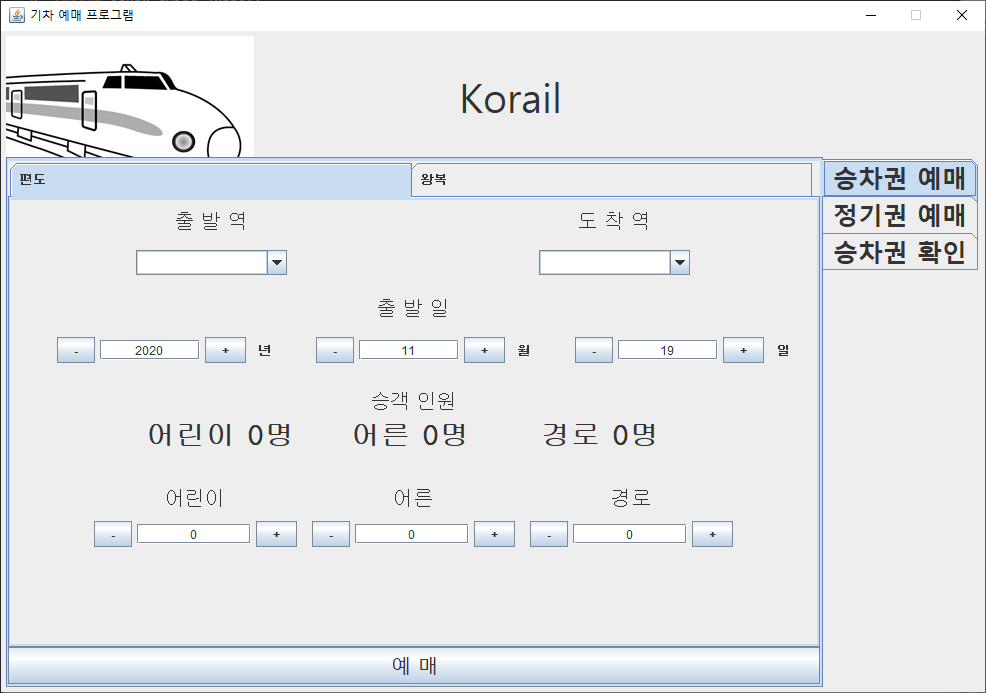 기차 예매 프로그램
Korail
편도 왕복
승차권 예매
정기권 예매
승차권 확인
출 발 역 도 착 역
출 발 일
- 2020 + 년 - 11 + 월 - 19 + 일
승객 인원
어린이 0명 어른 0명 경로 0명
어린이 어른 경로
- 0 + - 0 + - 0 +
예 매